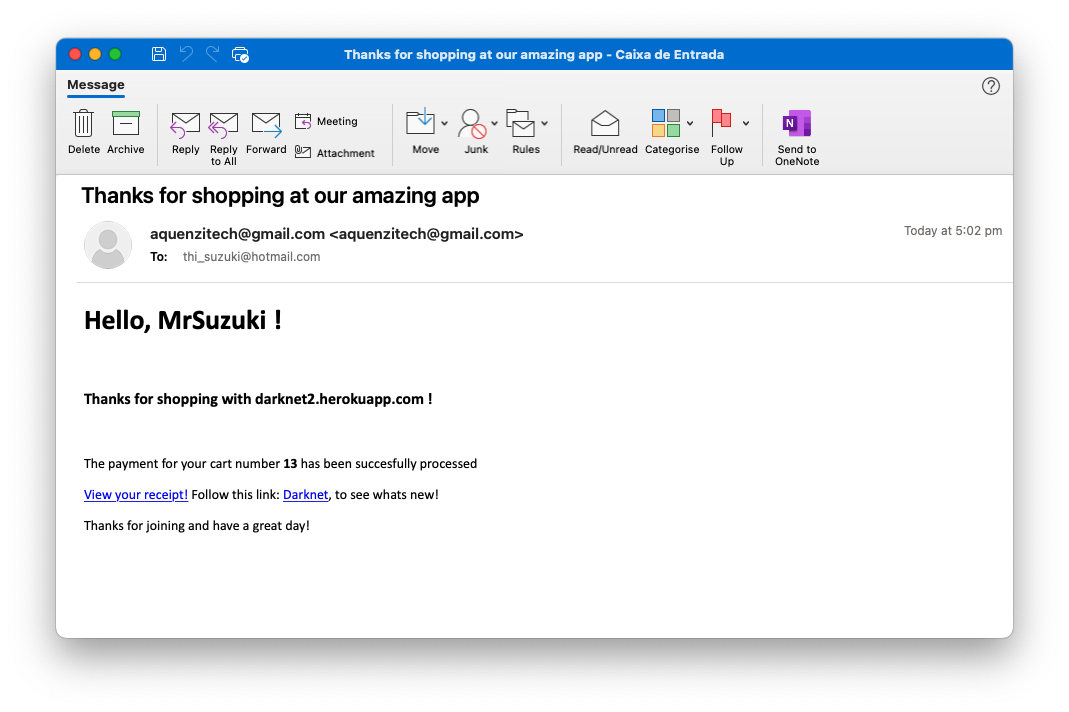 Thanks for shopping at our amazing app - Caixa de Entrada
Message
?
Delete
Archive
Reply
Reply to All
Forward
Meeting
Attachment
Move
Junk
Rules
Read/Unread
Categorise
Follow Up
N
Send to OneNote
Thanks for shopping at our amazing app
aquenzitech@gmail.com <aquenzitech@gmail.com>
Today at 5:02 pm
To: thi_suzuki@hotmail.com
Hello, MrSuzuki !
Thanks for shopping with darknet2.herokuapp.com !
The payment for your cart number 13 has been succesfully processed
View your receipt! Follow this link: Darknet, to see whats new!
Thanks for joining and have a great day!